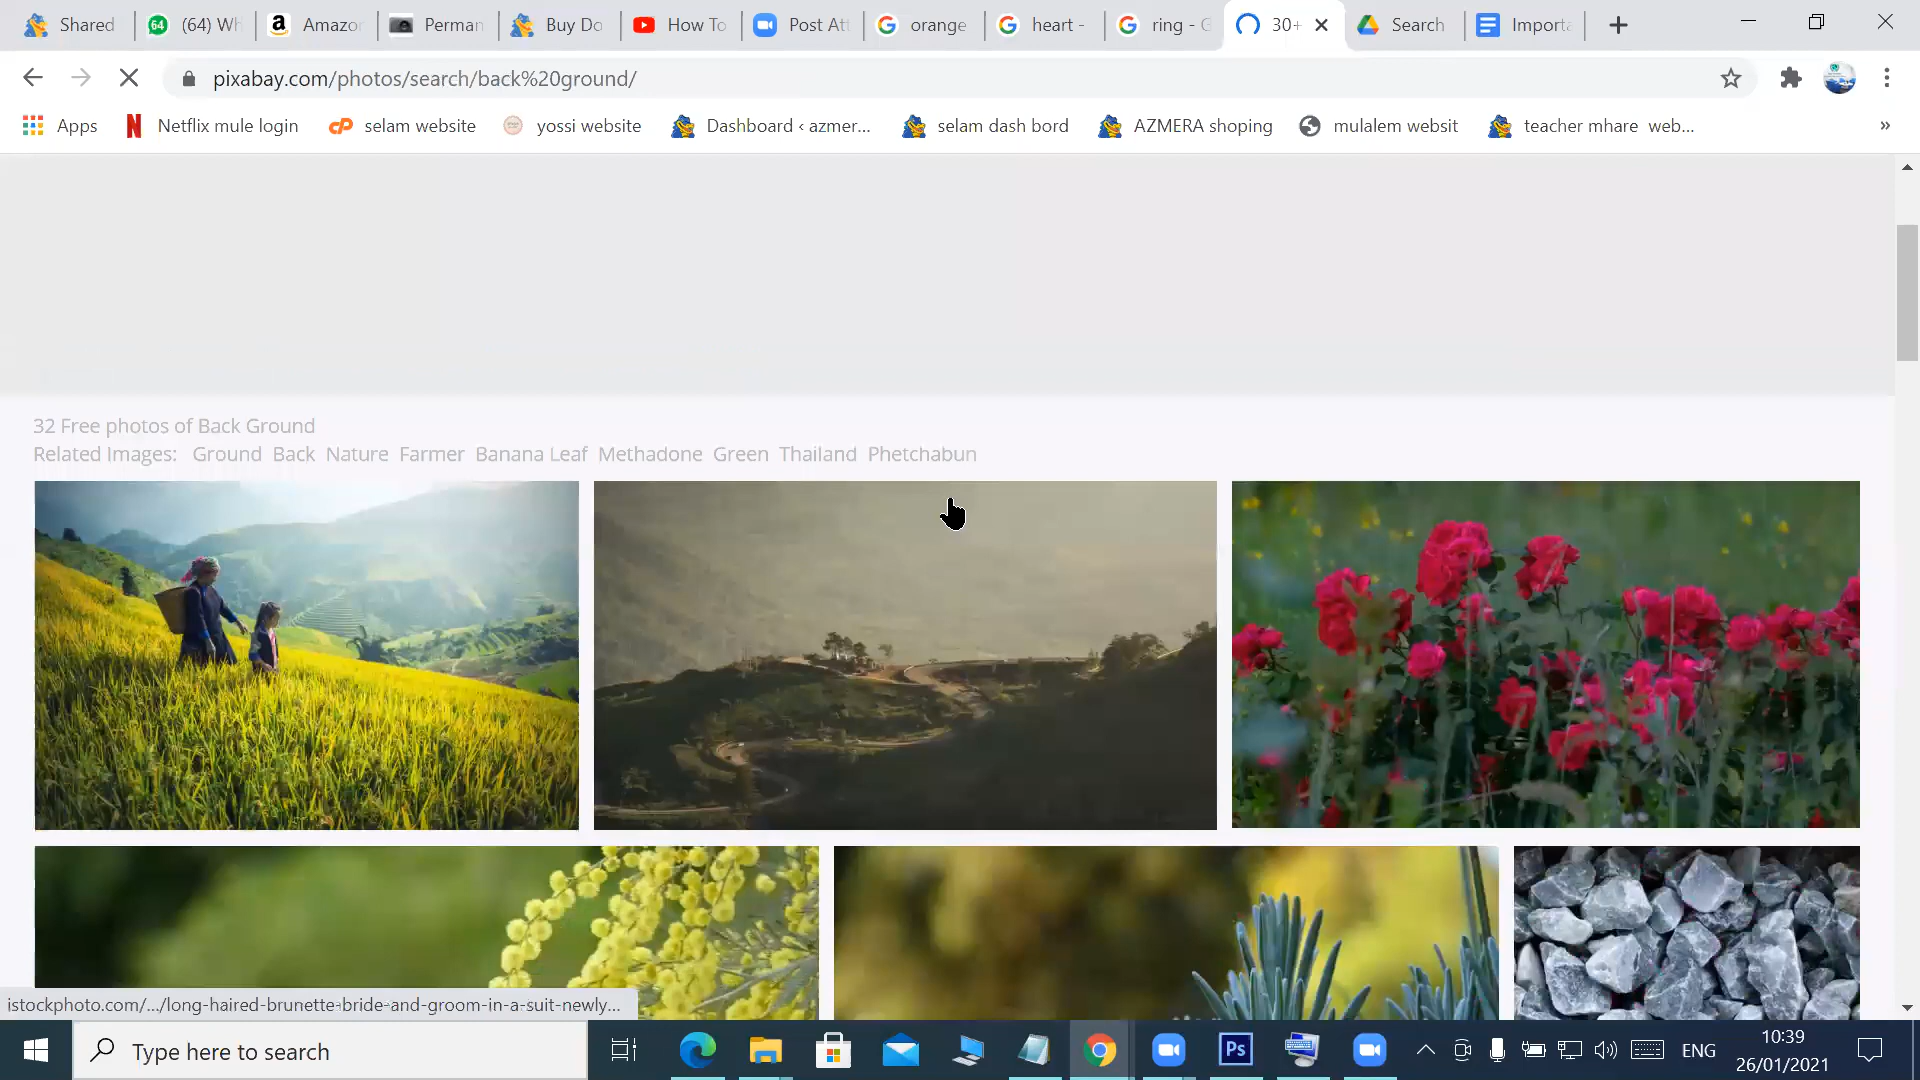 Shared
(64) Wh
Amazor
Perman
Buy Do
How To
Post Att
orange
heart -
ring - G
30+
Search
Importa
pixabay.com/photos/search/back%20ground/
Apps
Netflix mule login
selam website
yossi website
Dashboard ‹ azmer...
selam dash bord
AZMERA shoping
mulalem websit
teacher mhare web...
»
32 Free photos of Back Ground
Related Images: Ground Back Nature Farmer Banana Leaf Methadone Green Thailand Phetchabun
istockphoto.com/.../long-haired-brunette-bride-and-groom-in-a-suit-newly...
Type here to search
Ps
ENG
10:39
26/01/2021